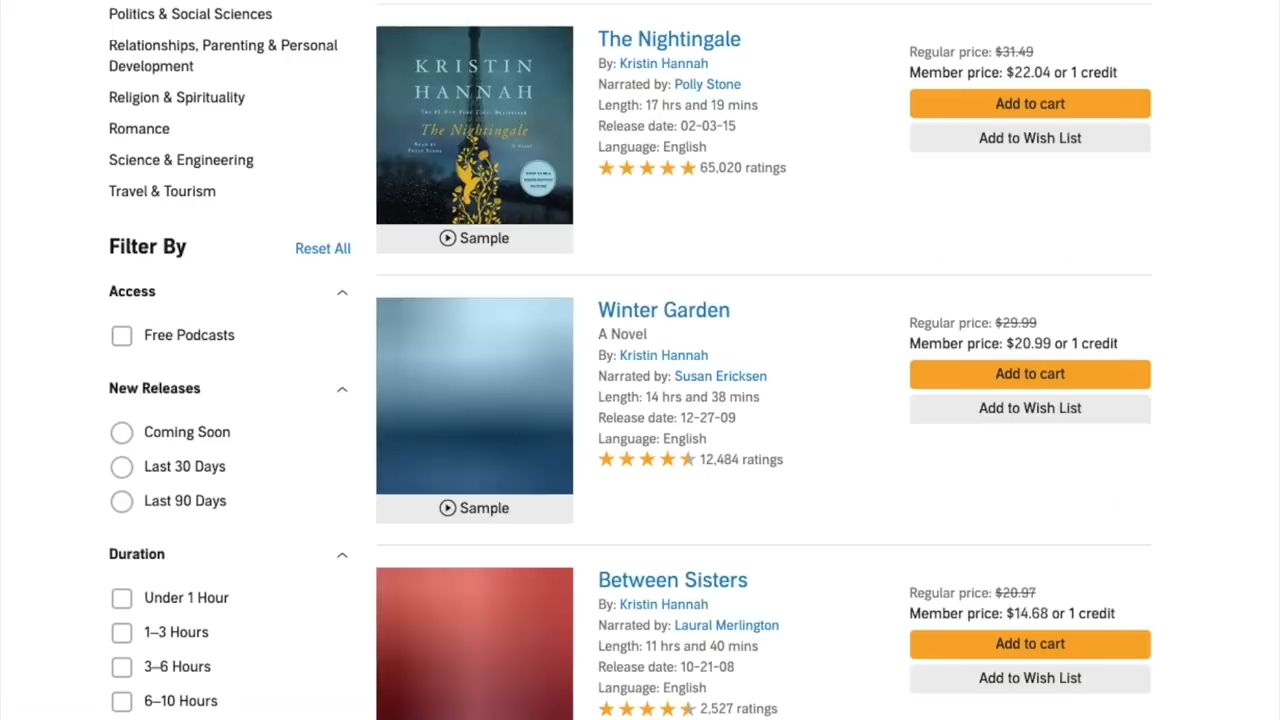 Politics & Social Sciences
Relationships, Parenting & Personal
Development
Religion & Spirituality
Romance
Science & Engineering
Travel & Tourism
Filter By
Reset All
Access
Free Podcasts
New Releases
Coming Soon
Last 30 Days
Last 90 Days
Duration
Under 1 Hour
1–3 Hours
3–6 Hours
6–10 Hours
KRISTIN
HANNAH
The Nightingale
Sample
The Nightingale
By: Kristin Hannah
Narrated by: Polly Stone
Length: 17 hrs and 19 mins
Release date: 02-03-15
Language: English
65,020 ratings
Regular price: $31.49
Member price: $22.04 or 1 credit
Add to cart
Add to Wish List
Sample
Winter Garden
A Novel
By: Kristin Hannah
Narrated by: Susan Ericksen
Length: 14 hrs and 38 mins
Release date: 12-27-09
Language: English
12,484 ratings
Regular price: $29.99
Member price: $20.99 or 1 credit
Add to cart
Add to Wish List
Between Sisters
By: Kristin Hannah
Narrated by: Laural Merlington
Length: 11 hrs and 40 mins
Release date: 10-21-08
Language: English
2,527 ratings
Regular price: $20.97
Member price: $14.68 or 1 credit
Add to cart
Add to Wish List